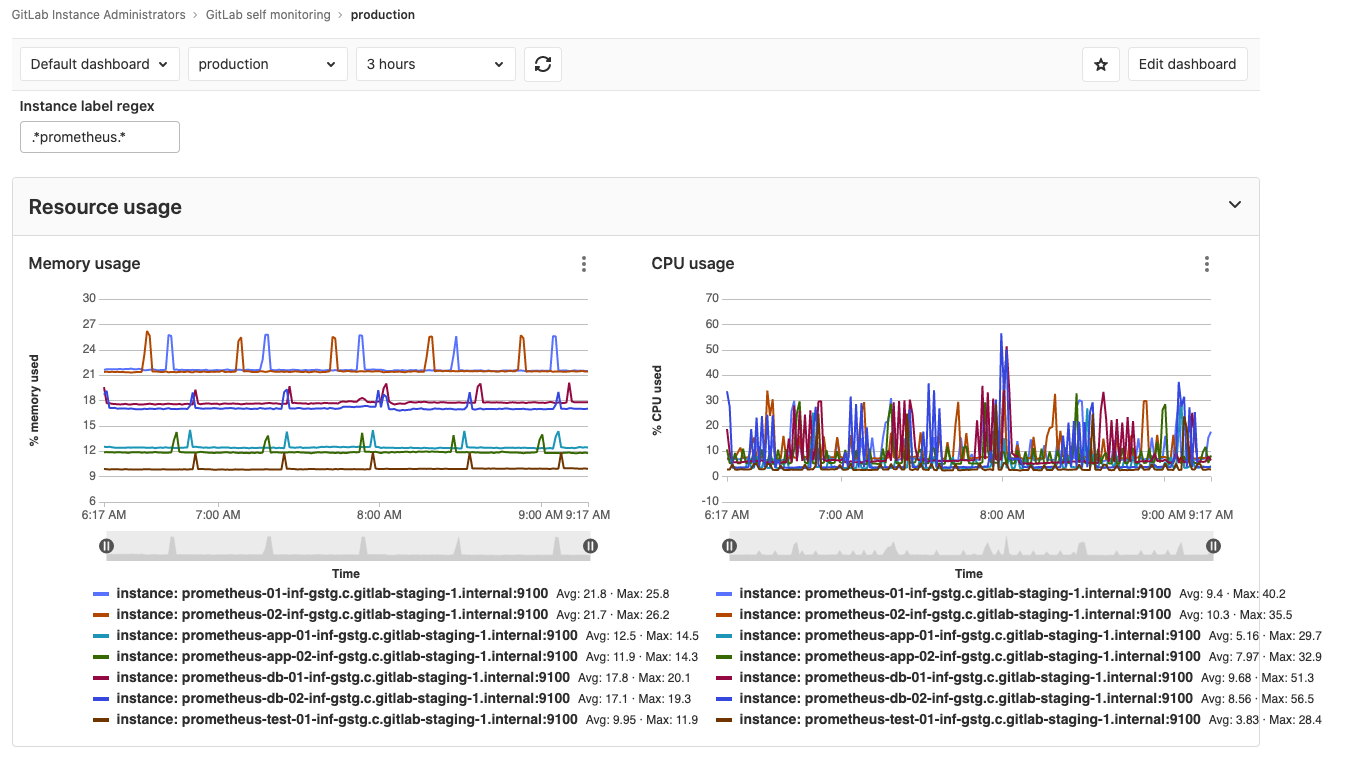 GitLab Instance Administrators › GitLab self monitoring › production
Default dashboard production 3 hours Edit dashboard
Instance label regex
.*prometheus.*
Resource usage
Memory usage
% memory used
30
27
24
21
18
15
12
9
6
6:17 AM 7:00 AM 8:00 AM 9:00 AM 9:17 AM
Time
instance: prometheus-01-inf-gstg.c.gitlab-staging-1.internal:9100 Avg: 21.8 · Max: 25.8
instance: prometheus-02-inf-gstg.c.gitlab-staging-1.internal:9100 Avg: 21.7 · Max: 26.2
instance: prometheus-app-01-inf-gstg.c.gitlab-staging-1.internal:9100 Avg: 12.5 · Max: 14.5
instance: prometheus-app-02-inf-gstg.c.gitlab-staging-1.internal:9100 Avg: 11.9 · Max: 14.3
instance: prometheus-db-01-inf-gstg.c.gitlab-staging-1.internal:9100 Avg: 17.8 · Max: 20.1
instance: prometheus-db-02-inf-gstg.c.gitlab-staging-1.internal:9100 Avg: 17.1 · Max: 19.3
instance: prometheus-test-01-inf-gstg.c.gitlab-staging-1.internal:9100 Avg: 9.95 · Max: 11.9
CPU usage
% CPU used
70
60
50
40
30
20
10
0
-10
6:17 AM 7:00 AM 8:00 AM 9:00 AM 9:17 AM
Time
instance: prometheus-01-inf-gstg.c.gitlab-staging-1.internal:9100 Avg: 9.4 · Max: 40.2
instance: prometheus-02-inf-gstg.c.gitlab-staging-1.internal:9100 Avg: 10.3 · Max: 35.5
instance: prometheus-app-01-inf-gstg.c.gitlab-staging-1.internal:9100 Avg: 5.16 · Max: 29.7
instance: prometheus-app-02-inf-gstg.c.gitlab-staging-1.internal:9100 Avg: 7.97 · Max: 32.9
instance: prometheus-db-01-inf-gstg.c.gitlab-staging-1.internal:9100 Avg: 9.68 · Max: 51.3
instance: prometheus-db-02-inf-gstg.c.gitlab-staging-1.internal:9100 Avg: 8.56 · Max: 56.5
instance: prometheus-test-01-inf-gstg.c.gitlab-staging-1.internal:9100 Avg: 3.83 · Max: 28.4